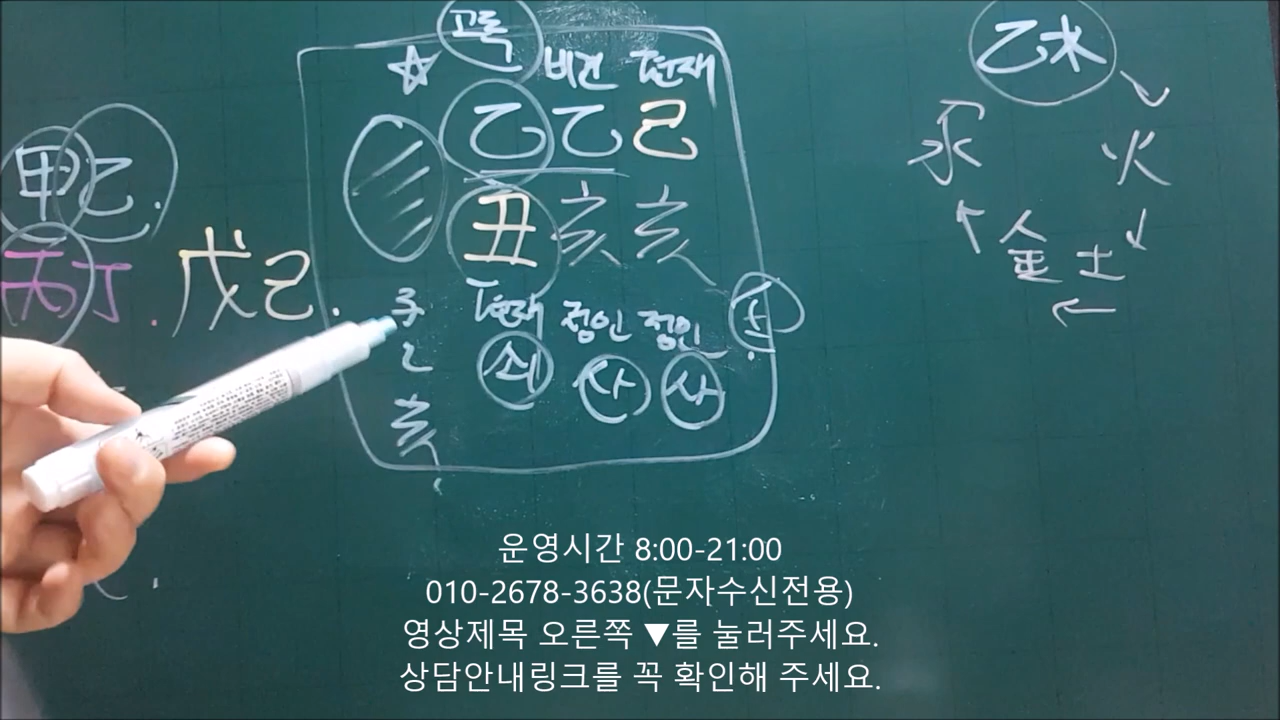 고독
비견 편재
乙乙己
丑亥亥
편재 정인 정인
쇠 사 사
子
亥
甲乙.
丙丁. 戊己.
乙木
水 火
金 土
운영시간 8:00-21:00
010-2678-3638(문자수신전용)
영상제목 오른쪽 ▼를 눌러주세요.
상담안내링크를 꼭 확인해 주세요.